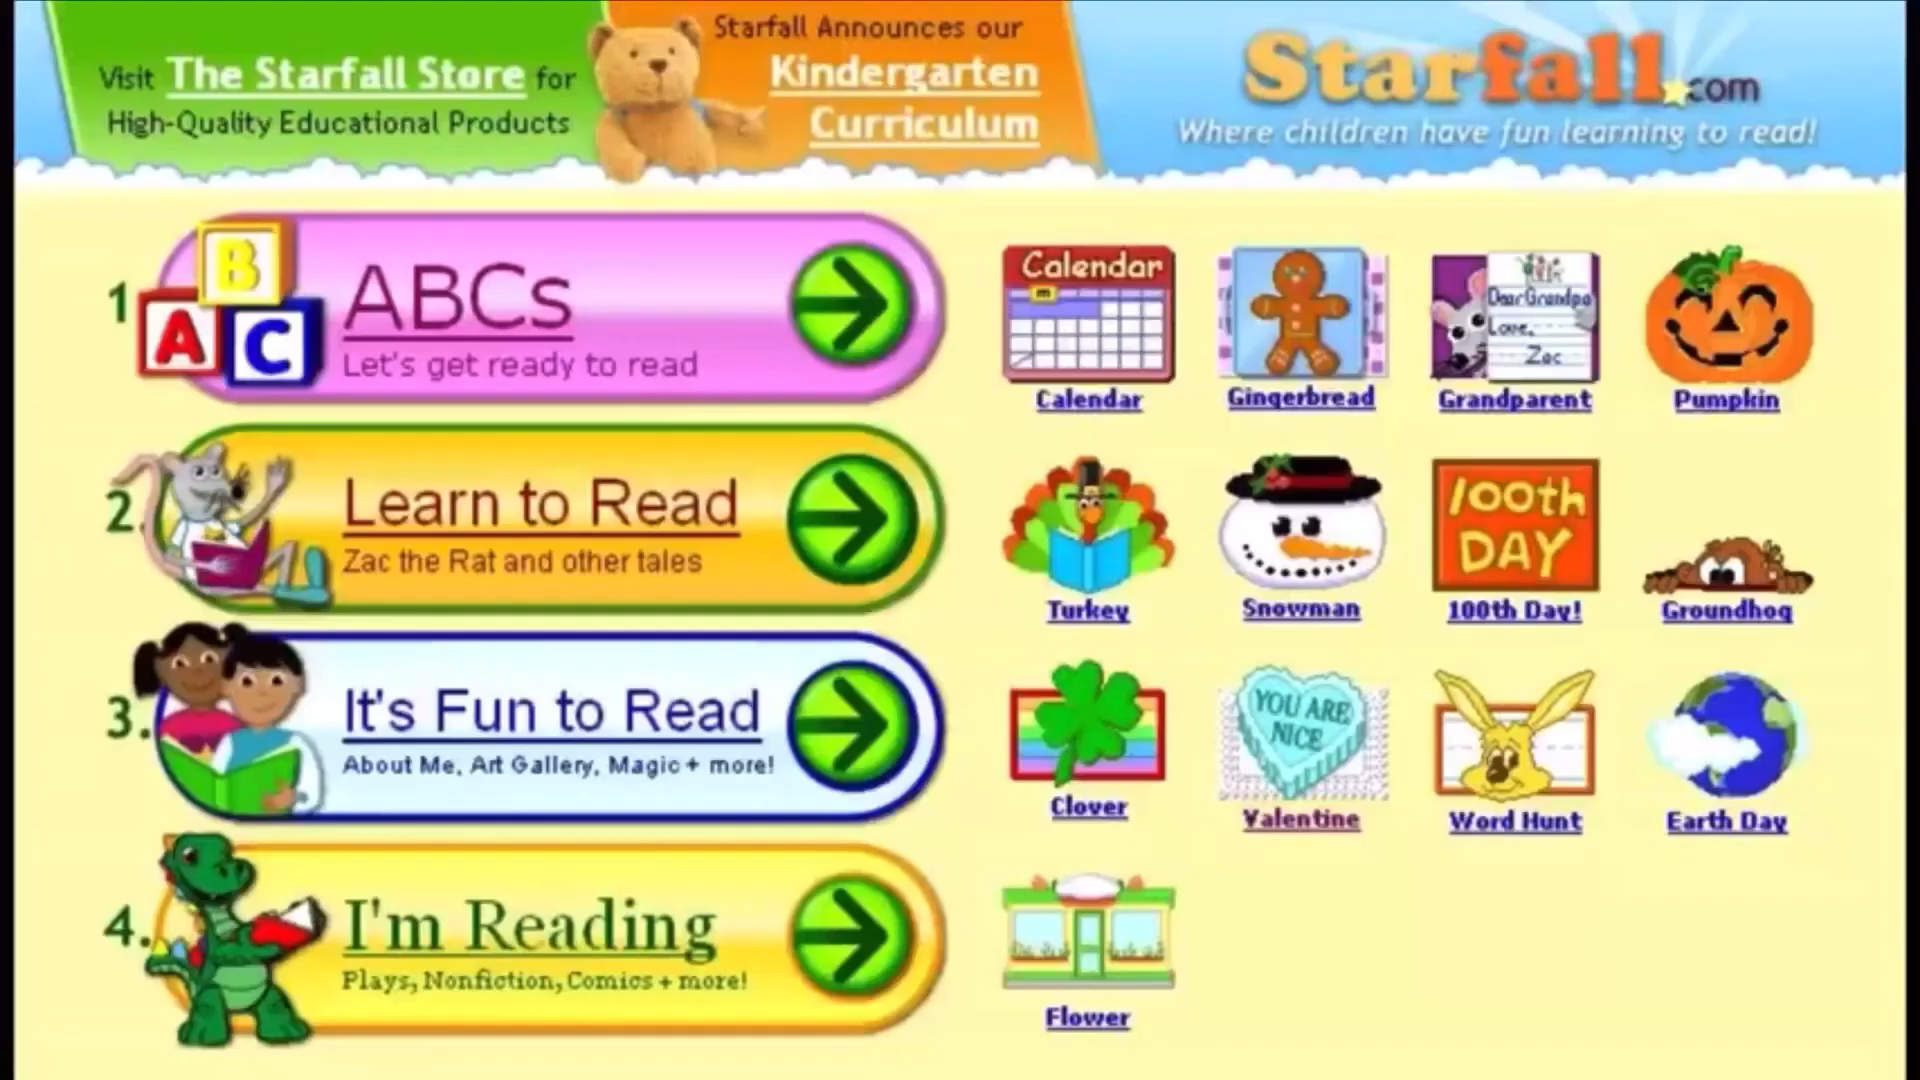 Visit The Starfall Store for
High-Quality Educational Products
Starfall Announces our
Kindergarten
Curriculum
Starfall.com
Where children have fun learning to read!
1
B
A C
ABCs
Let's get ready to read
2.
Learn to Read
Zac the Rat and other tales
3.
It's Fun to Read
About Me, Art Gallery, Magic + more!
4.
I'm Reading
Plays, Nonfiction, Comics + more!
Calendar
Calendar
Gingerbread
Dear Grandpa
Love,
Zac
Grandparent
Pumpkin
Turkey
Snowman
100th
DAY
100th Day!
Groundhog
Clover
YOU ARE
NICE
Valentine
Word Hunt
Earth Day
Flower